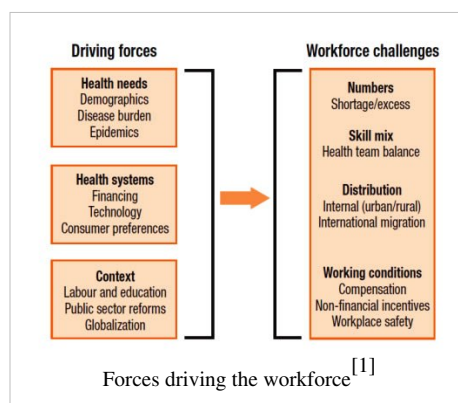 Driving forces
Health needs
Demographics
Disease burden
Epidemics
Health systems
Financing
Technology
Consumer preferences
Context
Labour and education
Public sector reforms
Globalization
Workforce challenges
Numbers
Shortage/excess
Skill mix
Health team balance
Distribution
Internal (urban/rural)
International migration
Working conditions
Compensation
Non-financial incentives
Workplace safety
Forces driving the workforce[1]